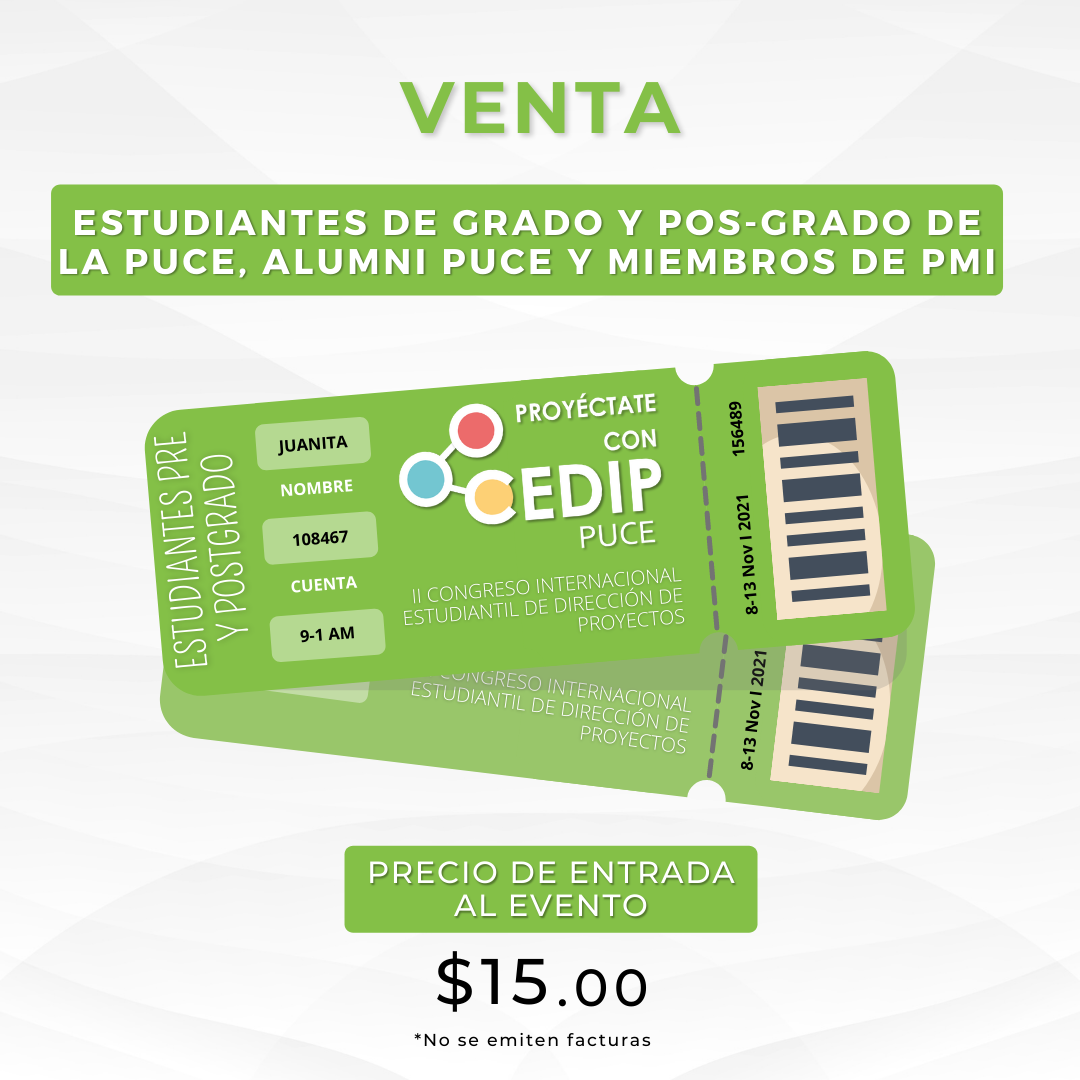 VENTA
ESTUDIANTES DE GRADO Y POS-GRADO DE
LA PUCE, ALUMNI PUCE Y MIEMBROS DE PMI
ESTUDIANTES PRE
Y POSTGRADO
JUANITA
NOMBRE
108467
CUENTA
9-1 AM
PROYÉCTATE
CON
CEDIP
PUCE
II CONGRESO INTERNACIONAL
ESTUDIANTIL DE DIRECCIÓN DE
PROYECTOS
156489
8-13 Nov I 2021
CONGRESO INTERNACIONAL
ESTUDIANTIL DE DIRECCIÓN DE
PROYECTOS
8-13 Nov I 2021
PRECIO DE ENTRADA
AL EVENTO
$15.00
*No se emiten facturas